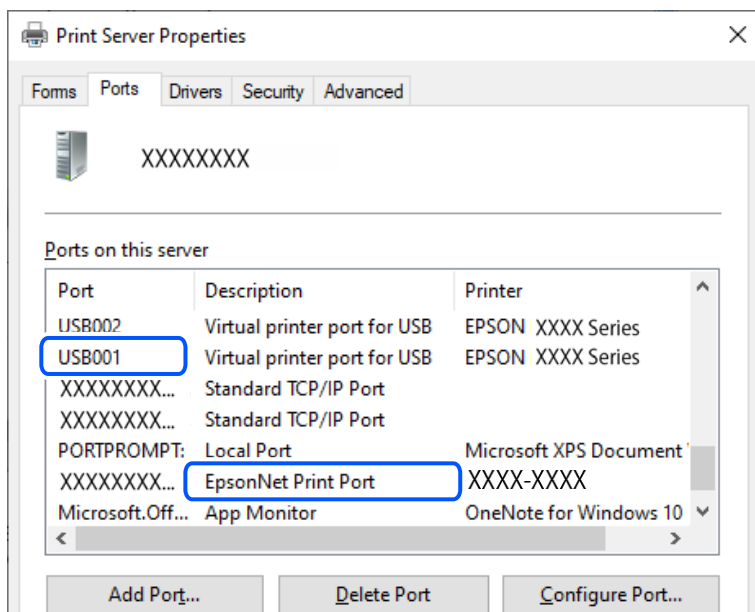 Print Server Properties
Forms Ports Drivers Security Advanced
XXXXXXXX
Ports on this server
Port Description Printer
USB002 Virtual printer port for USB EPSON XXXX Series
USB001 Virtual printer port for USB EPSON XXXX Series
XXXXXXXX... Standard TCP/IP Port
XXXXXXXX... Standard TCP/IP Port
PORTPROMPT: Local Port Microsoft XPS Document
XXXXXXXX... EpsonNet Print Port XXXX-XXXX
Microsoft.Off... App Monitor OneNote for Windows 10
Add Port... Delete Port Configure Port...